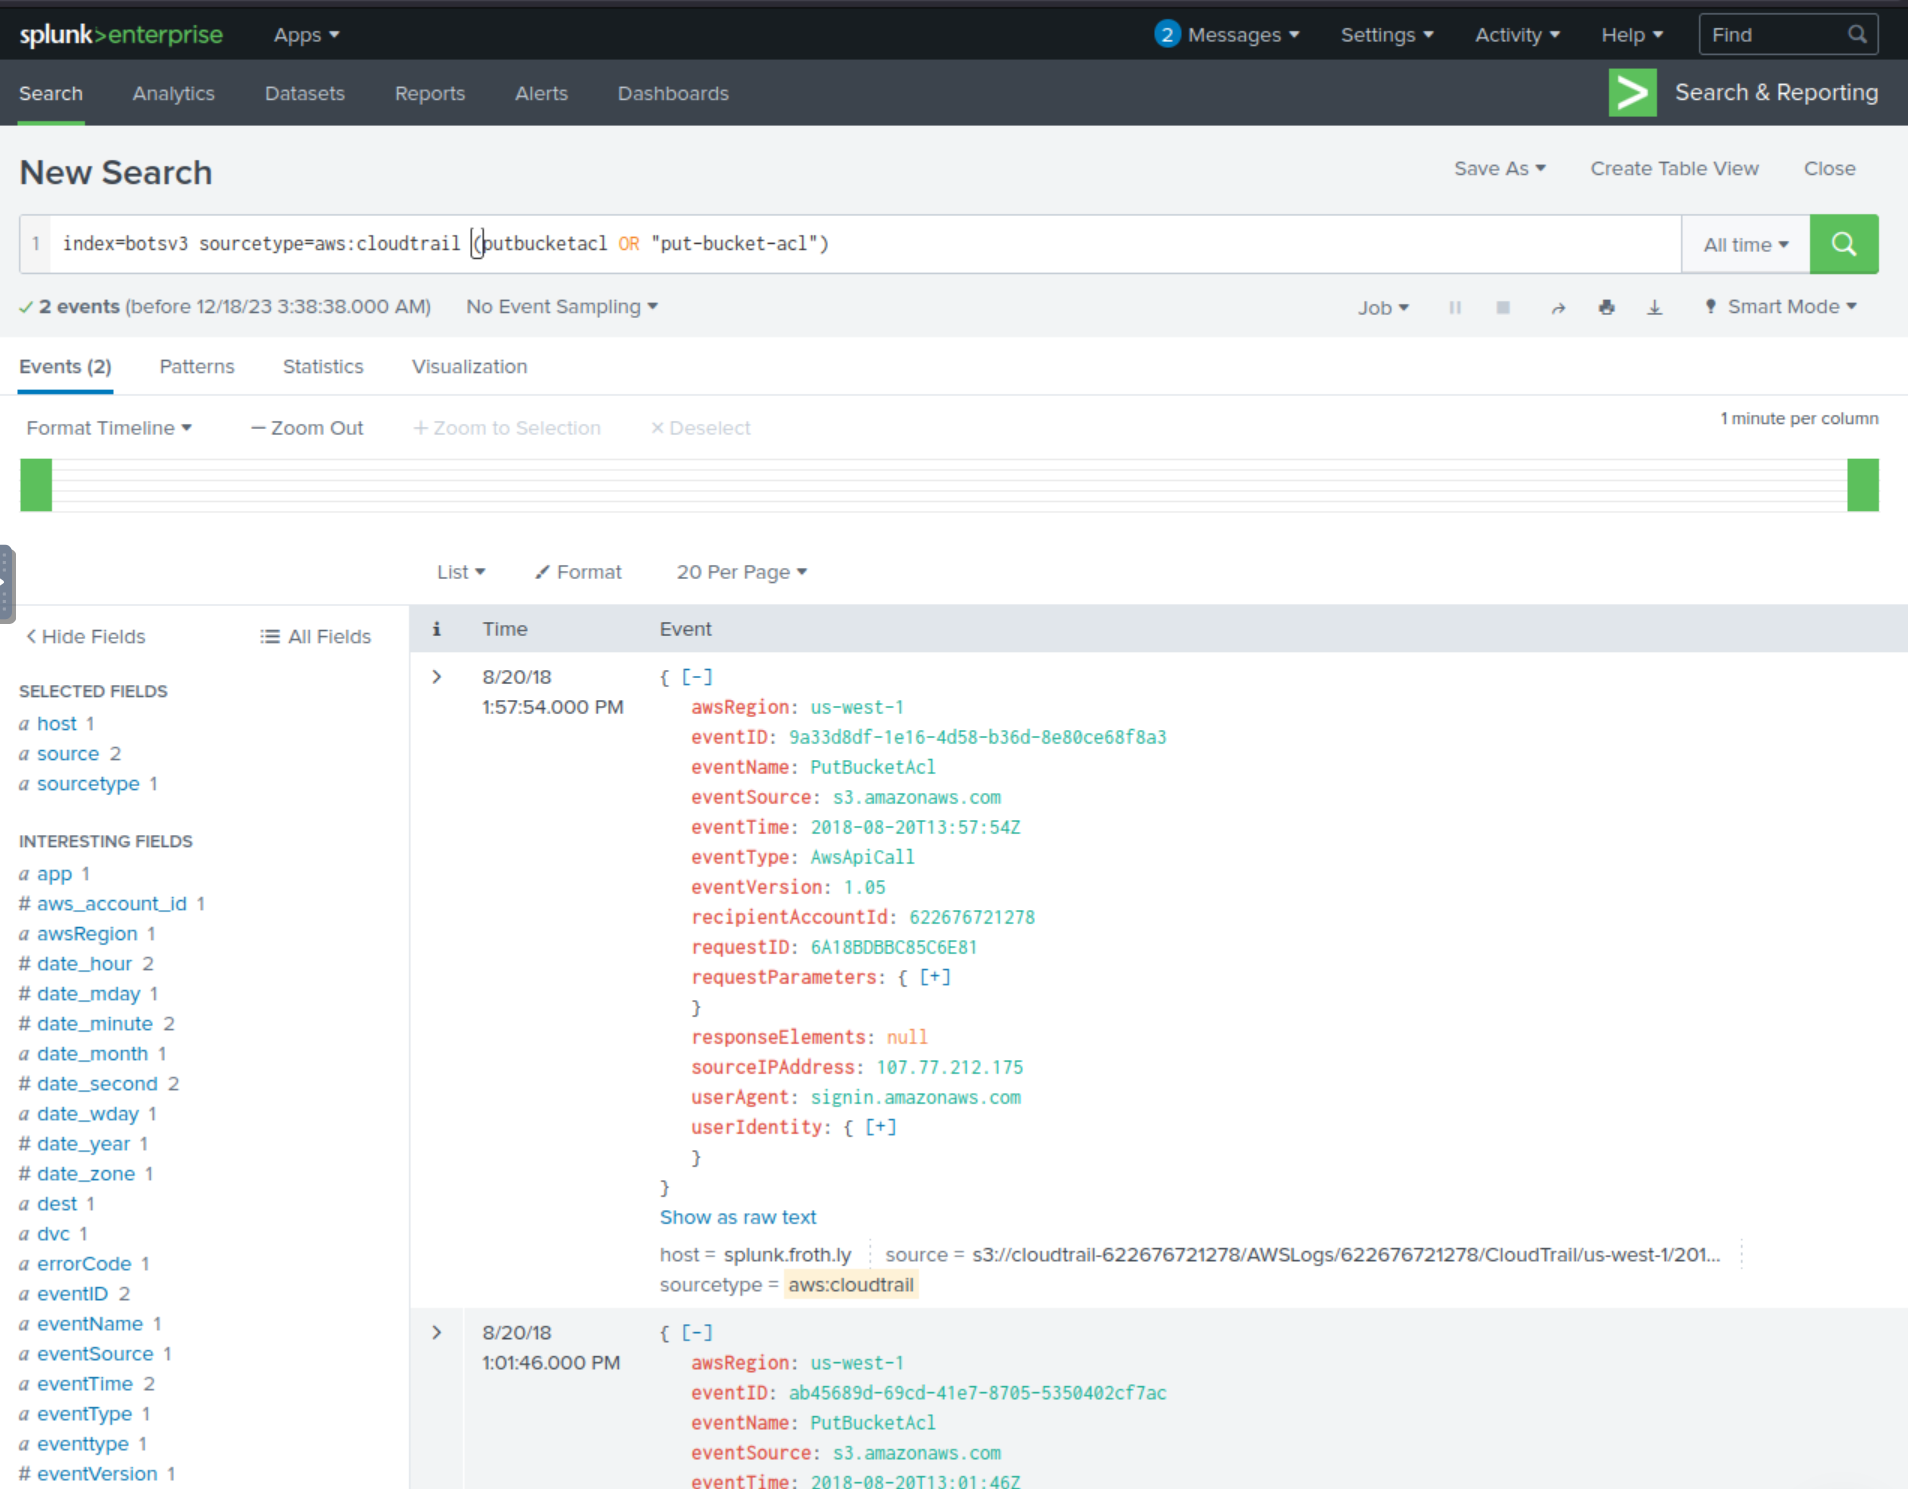 splunk>enterprise Apps 2 Messages Settings Activity Help Find
Search Analytics Datasets Reports Alerts Dashboards Search & Reporting
New Search Save As Create Table View Close
1 index=botsv3 sourcetype=aws:cloudtrail (putbucketacl OR "put-bucket-acl") All time
✓ 2 events (before 12/18/23 3:38:38.000 AM) No Event Sampling Job Smart Mode
Events (2) Patterns Statistics Visualization
Format Timeline — Zoom Out + Zoom to Selection × Deselect 1 minute per column
List Format 20 Per Page
< Hide Fields All Fields
SELECTED FIELDS
a host 1
a source 2
a sourcetype 1
INTERESTING FIELDS
a app 1
# aws_account_id 1
a awsRegion 1
# date_hour 2
# date_mday 1
# date_minute 2
a date_month 1
# date_second 2
a date_wday 1
# date_year 1
# date_zone 1
a dest 1
a dvc 1
a errorCode 1
a eventID 2
a eventName 1
a eventSource 1
a eventTime 2
a eventType 1
a eventtype 1
# eventVersion 1
i Time Event
> 8/20/18 { [-]
1:57:54.000 PM awsRegion: us-west-1
eventID: 9a33d8df-1e16-4d58-b36d-8e80ce68f8a3
eventName: PutBucketAcl
eventSource: s3.amazonaws.com
eventTime: 2018-08-20T13:57:54Z
eventType: AwsApiCall
eventVersion: 1.05
recipientAccountId: 622676721278
requestID: 6A18BDBBC85C6E81
requestParameters: { [+]
}
responseElements: null
sourceIPAddress: 107.77.212.175
userAgent: signin.amazonaws.com
userIdentity: { [+]
}
}
Show as raw text
host = splunk.froth.ly source = s3://cloudtrail-622676721278/AWSLogs/622676721278/CloudTrail/us-west-1/201...
sourcetype = aws:cloudtrail
> 8/20/18 { [-]
1:01:46.000 PM awsRegion: us-west-1
eventID: ab45689d-69cd-41e7-8705-5350402cf7ac
eventName: PutBucketAcl
eventSource: s3.amazonaws.com
eventTime: 2018-08-20T13:01:46Z